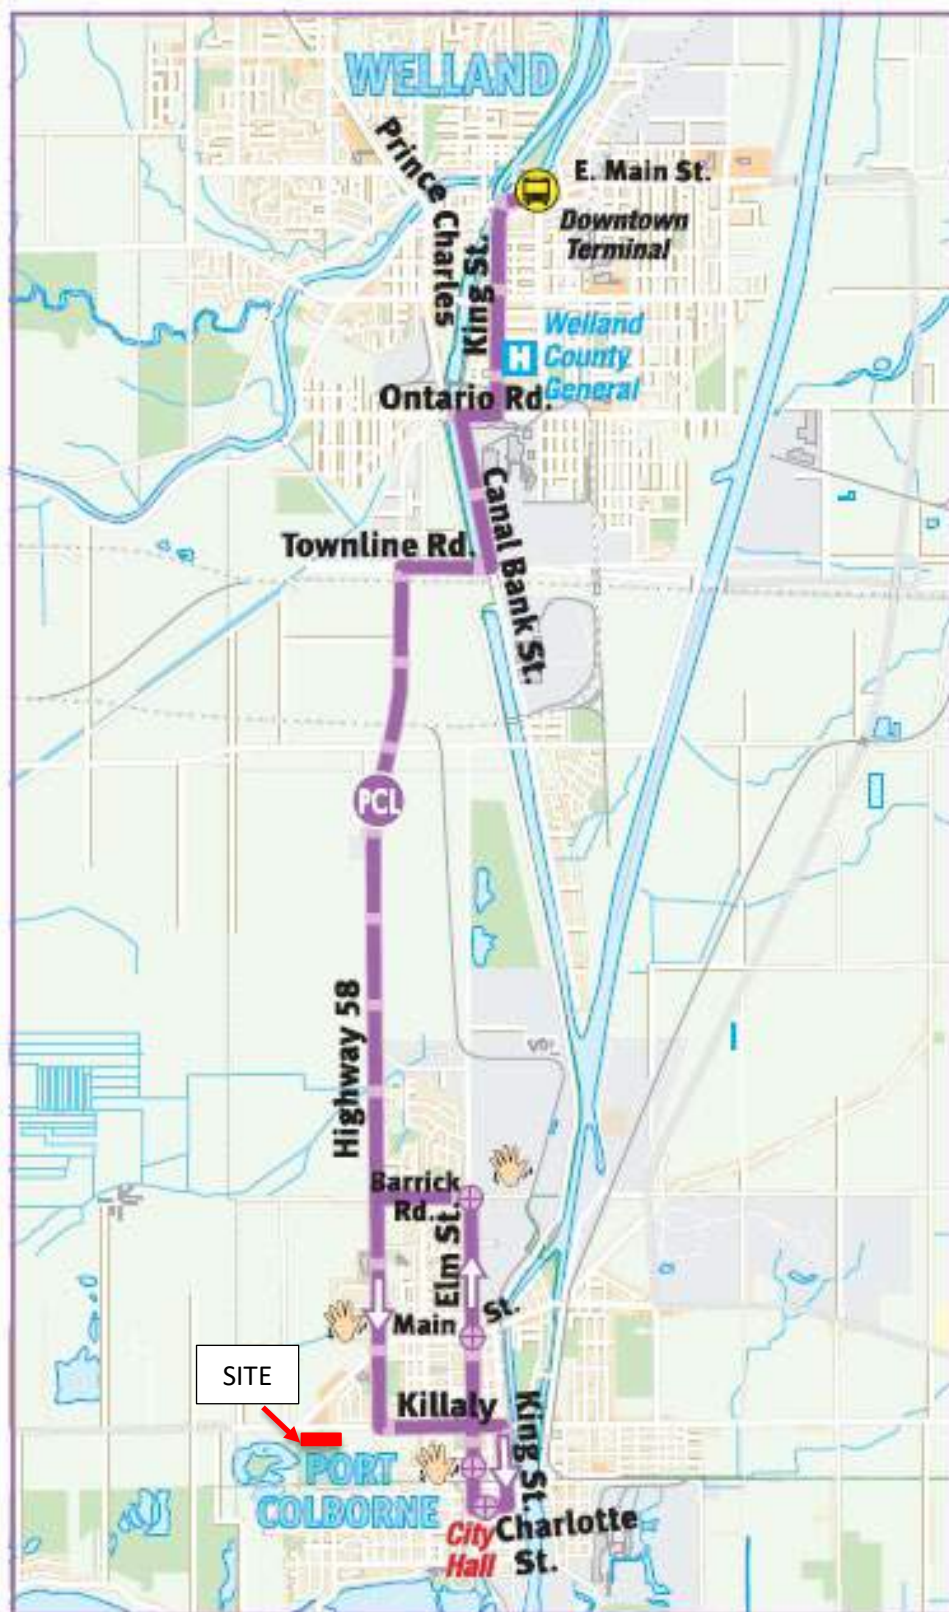 WELLAND
Prince Charles
E. Main St.
Downtown
Terminal
King St.
H
Welland
County
General
Ontario Rd.
Canal Bank St.
Townline Rd.
PCL
Highway 58
Barrick
Rd.
Elm St.
Main St.
SITE
Killaly
King St.
PORT
COLBORNE
City
Hall
Charlotte
St.